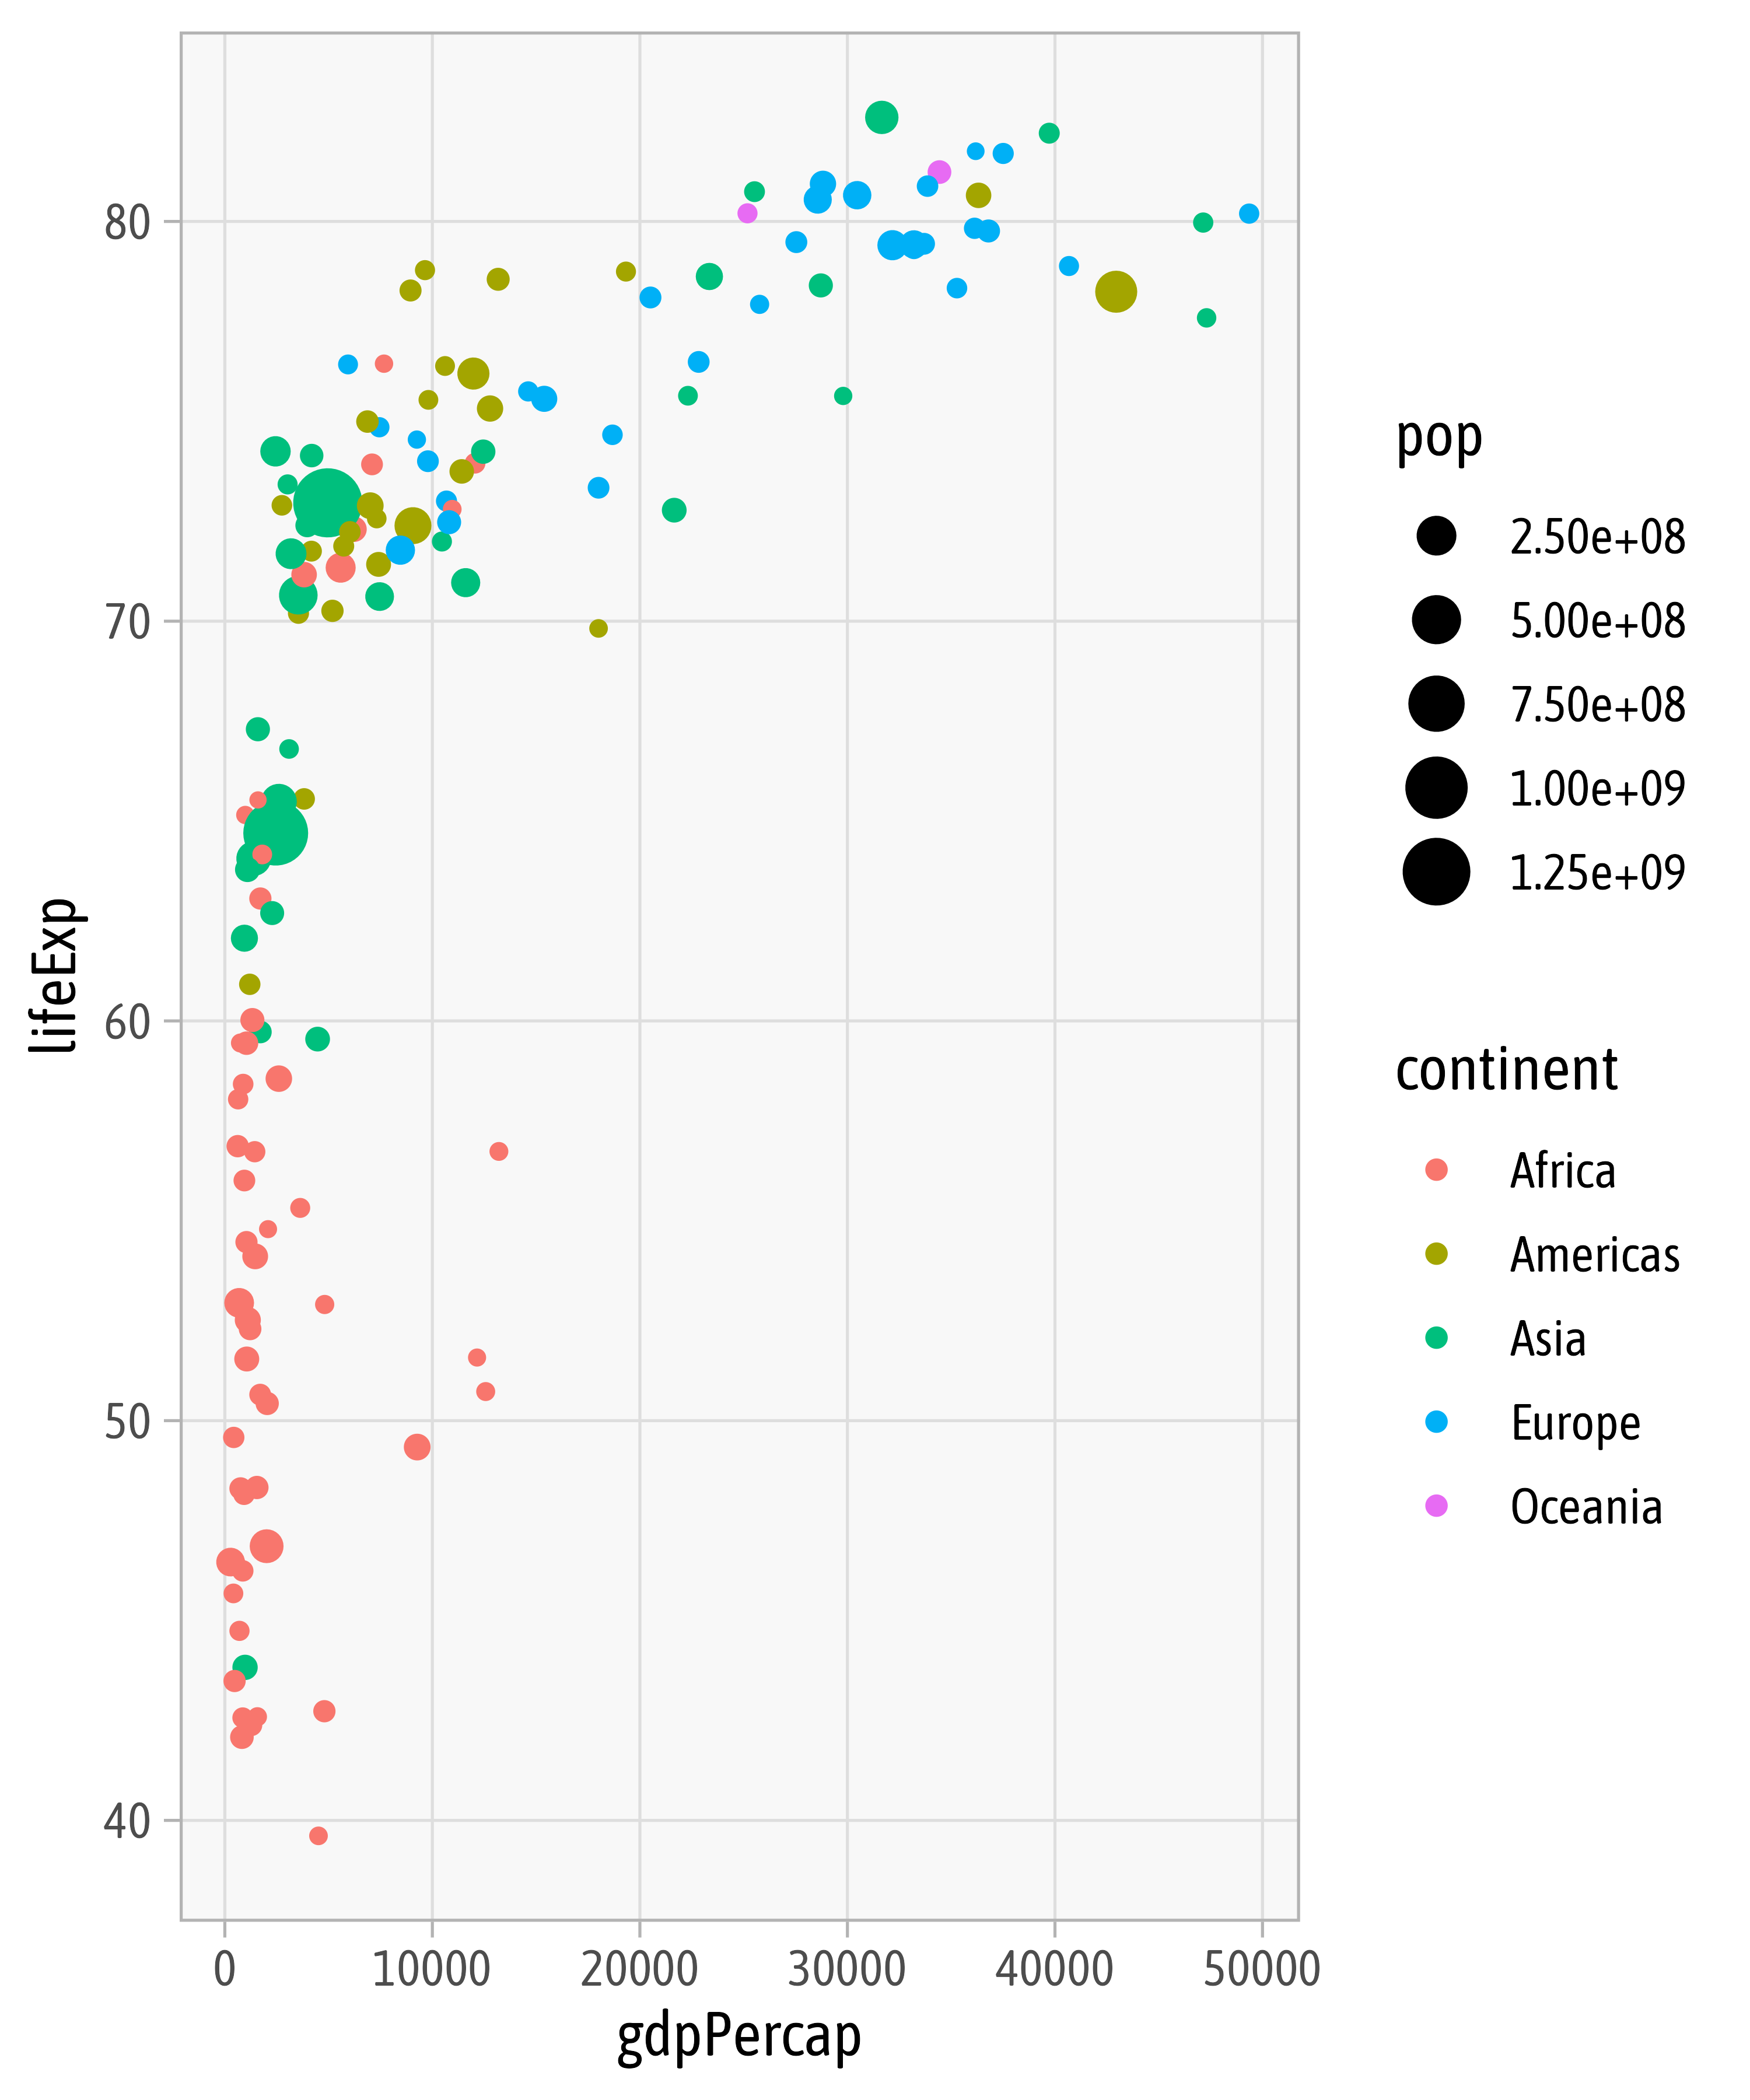 lifeExp
80
70
60
50
40
0 10000 20000 30000 40000 50000
gdpPercap
pop
2.50e+08
5.00e+08
7.50e+08
1.00e+09
1.25e+09
continent
Africa
Americas
Asia
Europe
Oceania